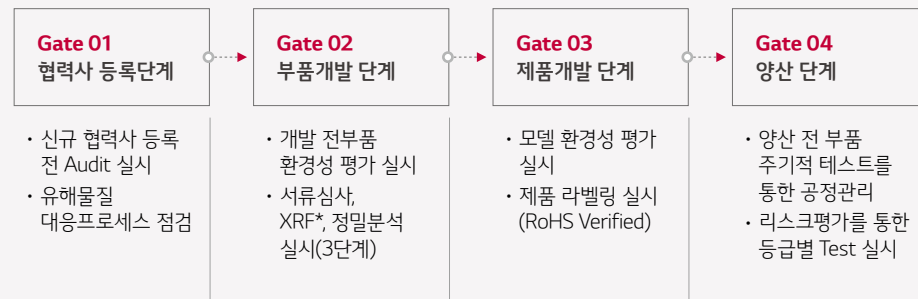 Gate 01
협력사 등록단계
• 신규 협력사 등록
전 Audit 실시
• 유해물질
대응프로세스 점검
Gate 02
부품개발 단계
• 개발 전부품
환경성 평가 실시
• 서류심사,
XRF*, 정밀분석
실시(3단계)
Gate 03
제품개발 단계
• 모델 환경성 평가
실시
• 제품 라벨링 실시
(RoHS Verified)
Gate 04
양산 단계
• 양산 전 부품
주기적 테스트를
통한 공정관리
• 리스크평가를 통한
등급별 Test 실시